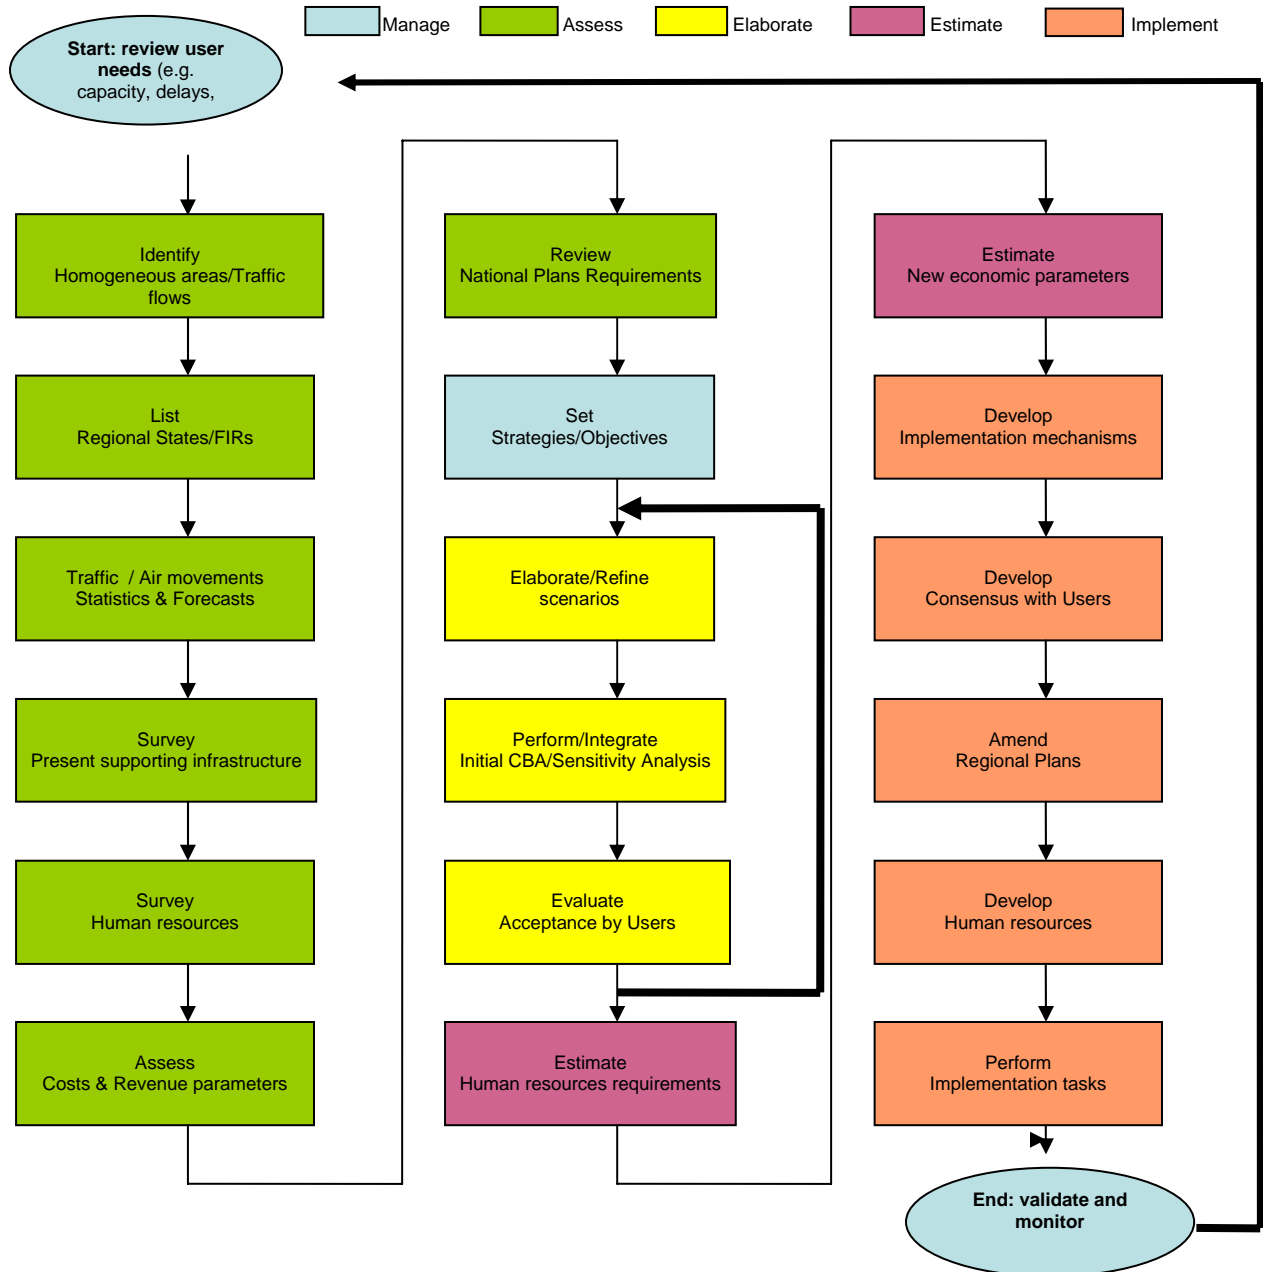 Manage
Assess
Elaborate
Estimate
Implement
Start: review user
needs (e.g.
capacity, delays,
Identify
Homogeneous areas/Traffic
flows
List
Regional States/FIRs
Traffic / Air movements
Statistics & Forecasts
Survey
Present supporting infrastructure
Survey
Human resources
Assess
Costs & Revenue parameters
Review
National Plans Requirements
Set
Strategies/Objectives
Elaborate/Refine
scenarios
Perform/Integrate
Initial CBA/Sensitivity Analysis
Evaluate
Acceptance by Users
Estimate
Human resources requirements
Estimate
New economic parameters
Develop
Implementation mechanisms
Develop
Consensus with Users
Amend
Regional Plans
Develop
Human resources
Perform
Implementation tasks
End: validate and
monitor